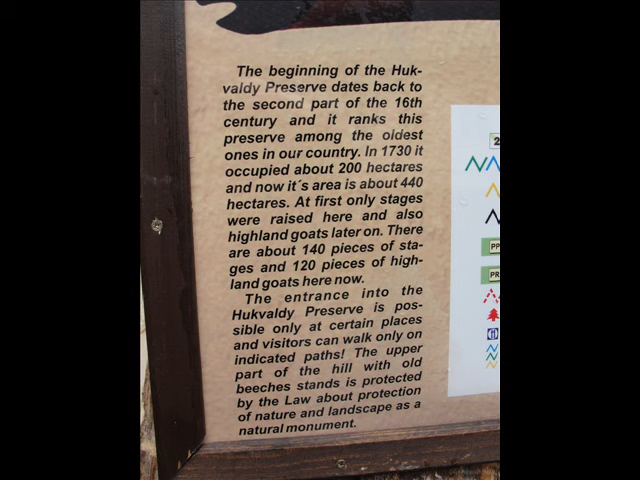 The beginning of the Huk-
valdy Preserve dates back to
the second part of the 16th
century and it ranks this
preserve among the oldest
ones in our country. In 1730 it
occupied about 200 hectares
and now it´s area is about 440
hectares. At first only stages
were raised here and also
highland goats later on. There
are about 140 pieces of sta-
ges and 120 pieces of high-
land goats here now.
The entrance into the
Hukvaldy Preserve is pos-
sible only at certain places
and visitors can walk only on
indicated paths! The upper
part of the hill with old
beeches stands is protected
by the Law about protection
of nature and landscape as a
natural monument.
2
PP
PR
i